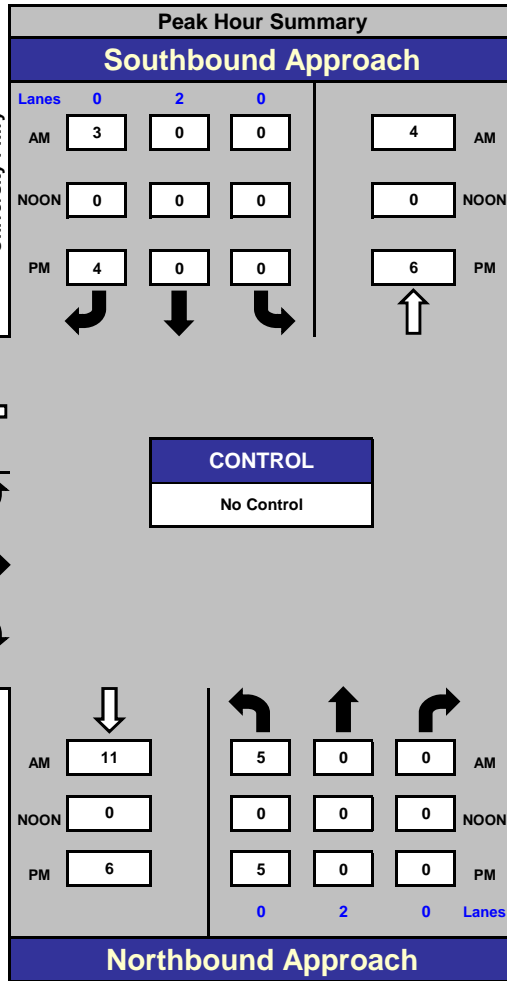 Peak Hour Summary
Southbound Approach
Lanes 0 2 0
AM 3 0 0 4 AM
NOON 0 0 0 0 NOON
PM 4 0 0 6 PM
CONTROL
No Control
AM 11 5 0 0 AM
NOON 0 0 0 0 NOON
PM 6 5 0 0 PM
0 2 0 Lanes
Northbound Approach